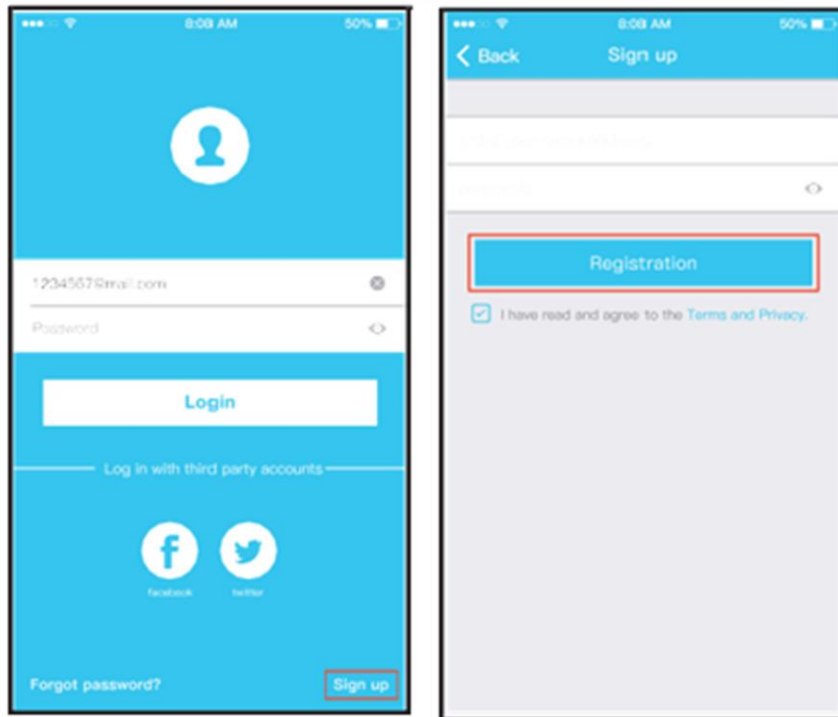 8:08 AM
50%
1234567@mail.com
Password
Login
Log in with third party accounts
facebook
twitter
Forgot password?
Sign up
8:08 AM
50%
Back
Sign up
Registration
I have read and agree to the Terms and Privacy.